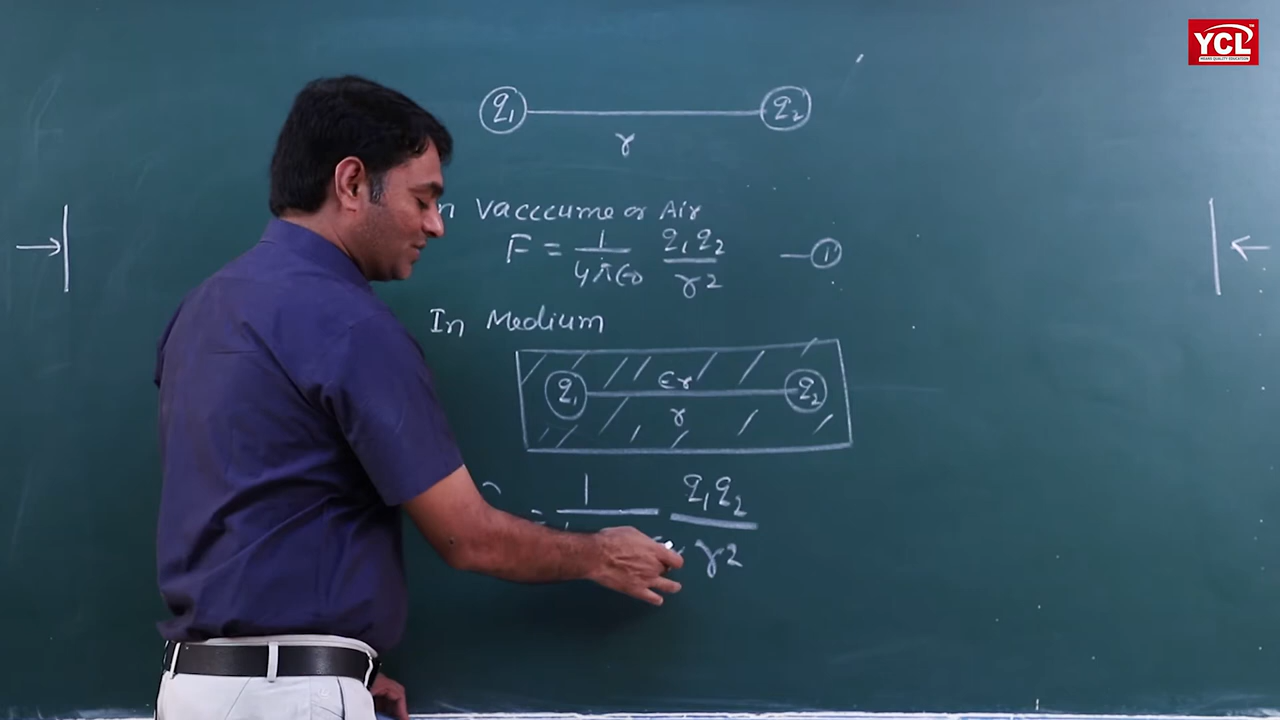 YCL
q₁ q₂
r
n Vacccume or Air
F = 1/4πε₀ q₁q₂/r2 —①
In Medium
q₁ εr q₂
r
= 1/ q₁q₂/r2